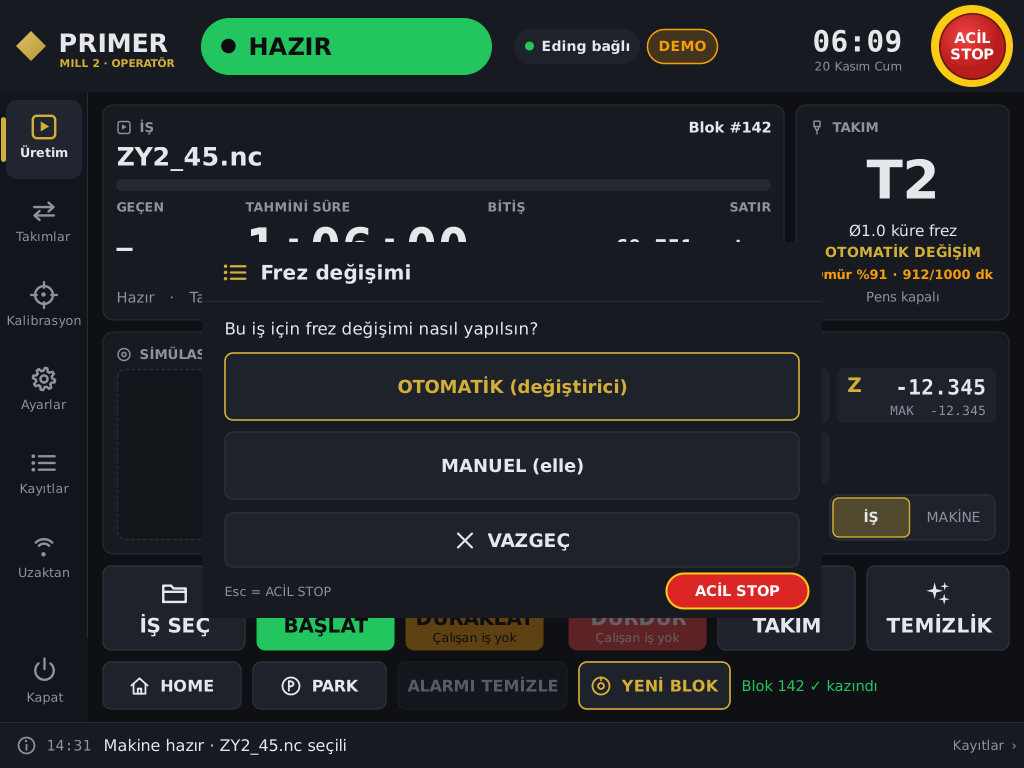 PRIMER
MILL 2 · OPERATÖR
HAZIR
Eding bağlı
DEMO
06:09
20 Kasım Cum
ACİL
STOP
Üretim
Takımlar
Kalibrasyon
Ayarlar
Kayıtlar
Uzaktan
Kapat
İŞ
Blok #142
ZY2_45.nc
GEÇEN
TAHMİNİ SÜRE
BİTİŞ
SATIR
–
1:06:00
Hazır ·
TAKIM
T2
Ø1.0 küre frez
OTOMATİK DEĞİŞİM
ömür %91 · 912/1000 dk
Pens kapalı
Frez değişimi
Bu iş için frez değişimi nasıl yapılsın?
OTOMATİK (değiştirici)
MANUEL (elle)
VAZGEÇ
Esc = ACİL STOP
ACİL STOP
Z -12.345
MAK -12.345
İŞ
MAKİNE
İŞ SEÇ
BAŞLAT
DURAKLAT
Çalışan iş yok
DURDUR
Çalışan iş yok
TAKIM
TEMİZLİK
HOME
PARK
ALARMI TEMİZLE
YENİ BLOK
Blok 142 ✓ kazındı
14:31 Makine hazır · ZY2_45.nc seçili
Kayıtlar ›